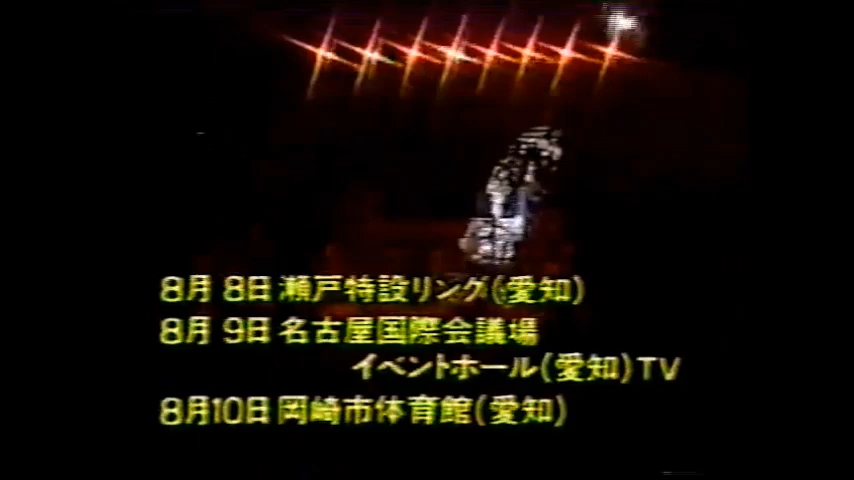 8月 8日 瀬戸特設リング(愛知)
8月 9日 名古屋国際会議場
イベントホール(愛知)TV
8月10日 岡崎市体育館(愛知)